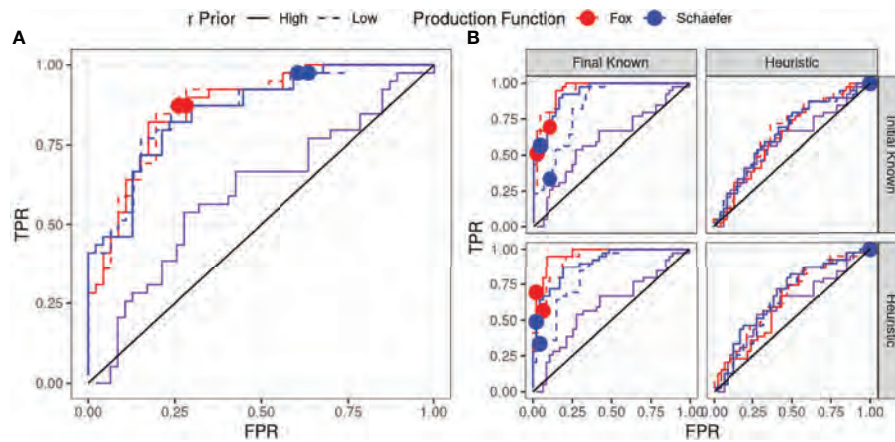 r Prior High Low Production Function Fox Schaefer
A
1.00
0.75
0.50
0.25
0.00
TPR
0.00 0.25 0.50 0.75 1.00
FPR
B
Final Known Heuristic
1.00
0.75
0.50
0.25
0.00
Initial Known
1.00
0.75
0.50
0.25
0.00
Heuristic
TPR
0.00 0.25 0.50 0.75 1.00 0.00 0.25 0.50 0.75 1.00
FPR